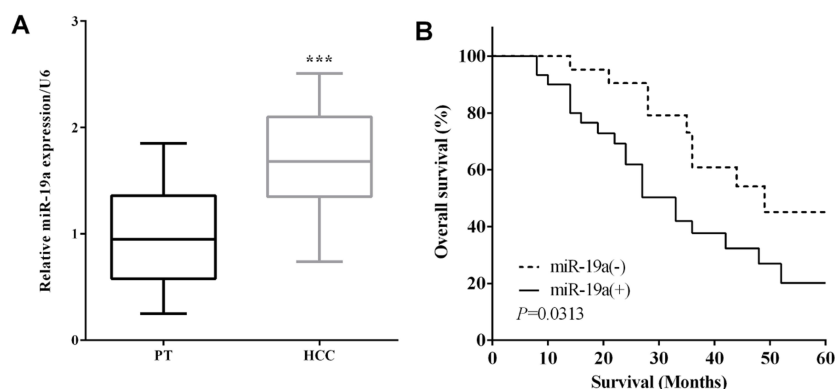 A
Relative miR-19a expression/U6
3
2
1
0
***
PT
HCC
B
Overall survival (%)
100
80
60
40
20
0
miR-19a(-)
miR-19a(+)
P=0.0313
0 10 20 30 40 50 60
Survival (Months)